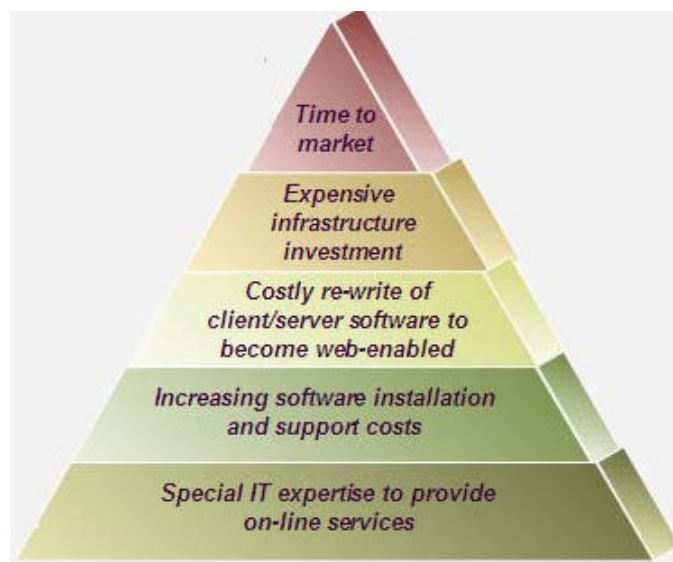 Time to
market
Expensive
infrastructure
investment
Costly re-write of
client/server software to
become web-enabled
Increasing software installation
and support costs
Special IT expertise to provide
on-line services